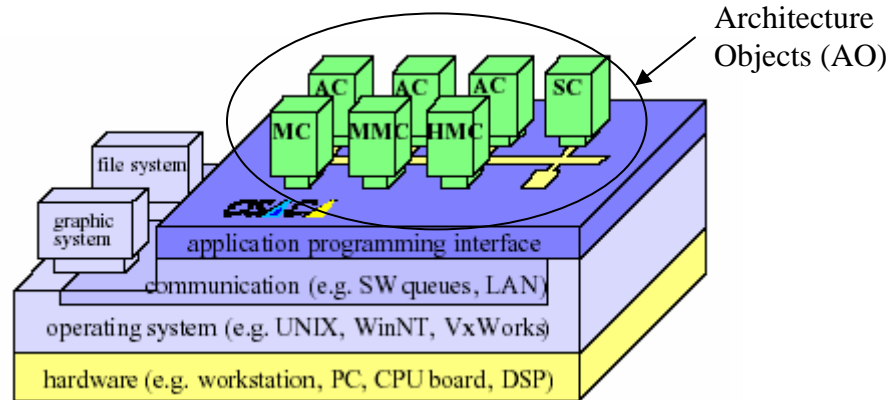 Architecture
Objects (AO)
AC AC AC SC
MC MMC HMC
file system
graphic
system
application programming interface
communication (e.g. SW queues, LAN)
operating system (e.g. UNIX, WinNT, VxWorks)
hardware (e.g. workstation, PC, CPU board, DSP)